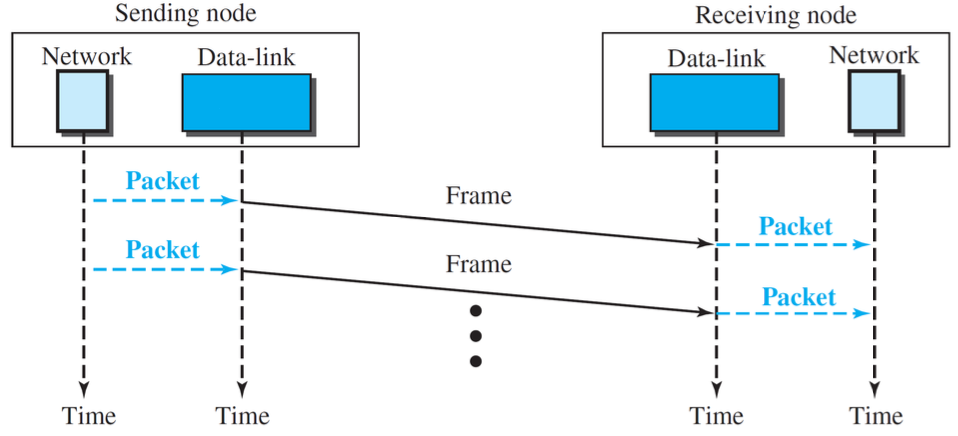 Sending node
Receiving node
Network
Data-link
Data-link
Network
Packet
Frame
Packet
Packet
Frame
Packet
Time
Time
Time
Time